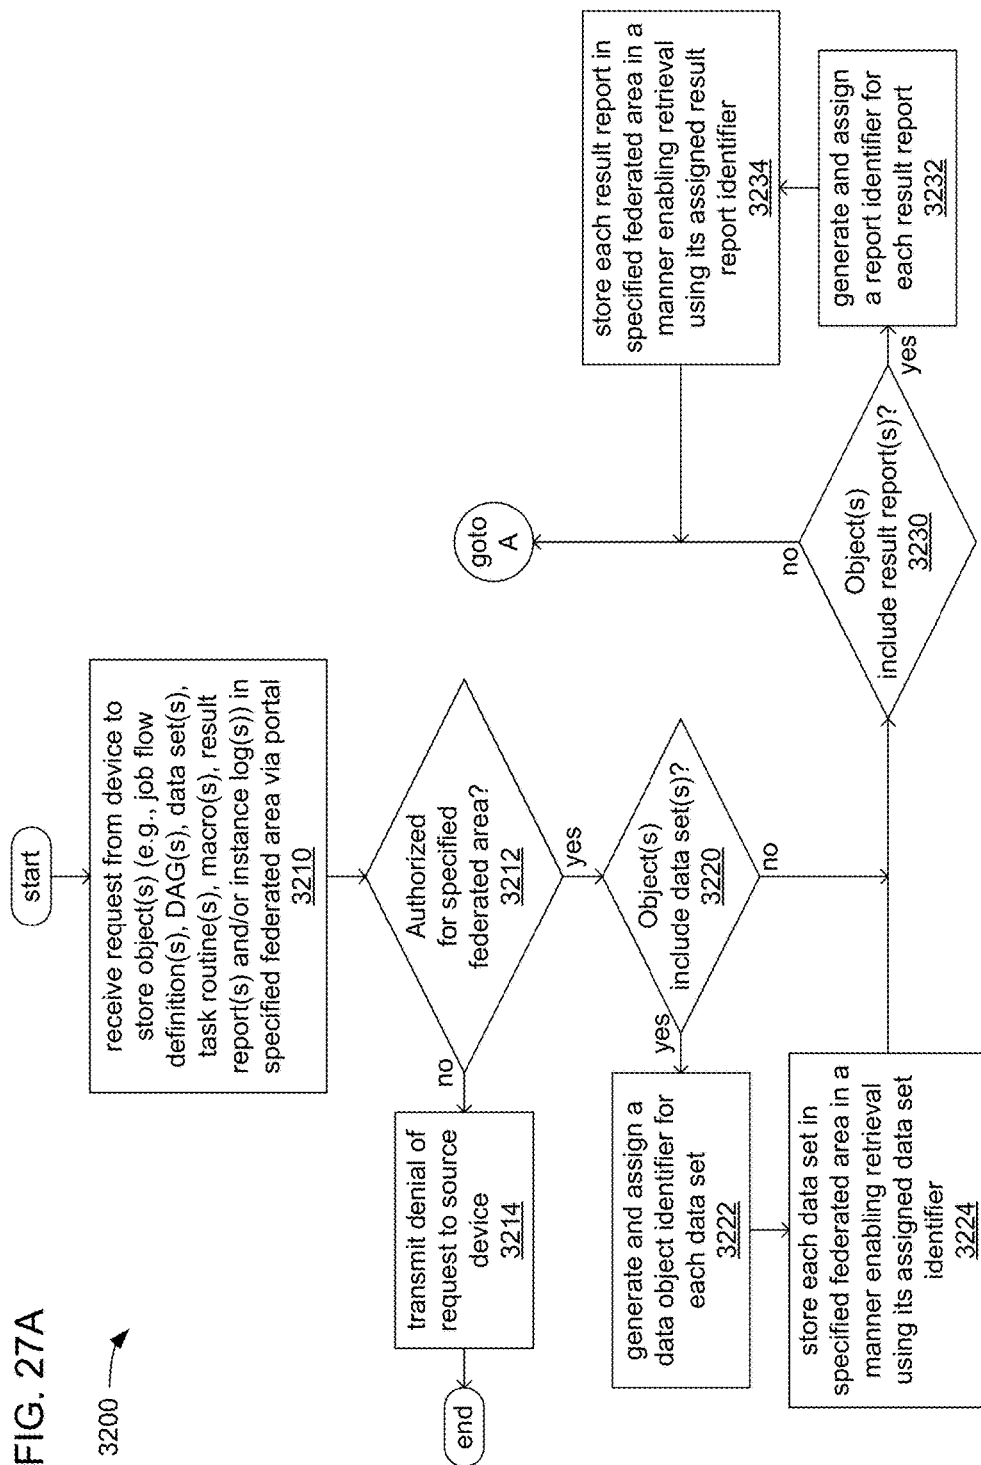 FIG. 27A
3200
start
receive request from device to
store object(s) (e.g., job flow
definition(s), DAG(s), data set(s),
task routine(s), macro(s), result
report(s) and/or instance log(s)) in
specified federated area via portal
3210
Authorized
for specified
federated area?
3212
no
yes
transmit denial of
request to source
device
3214
end
Object(s)
include data set(s)?
3220
yes
no
generate and assign a
data object identifier for
each data set
3222
store each data set in
specified federated area in a
manner enabling retrieval
using its assigned data set
identifier
3224
Object(s)
include result report(s)?
3230
no
yes
generate and assign
a report identifier for
each result report
3232
store each result report in
specified federated area in a
manner enabling retrieval
using its assigned result
report identifier
3234
goto
A